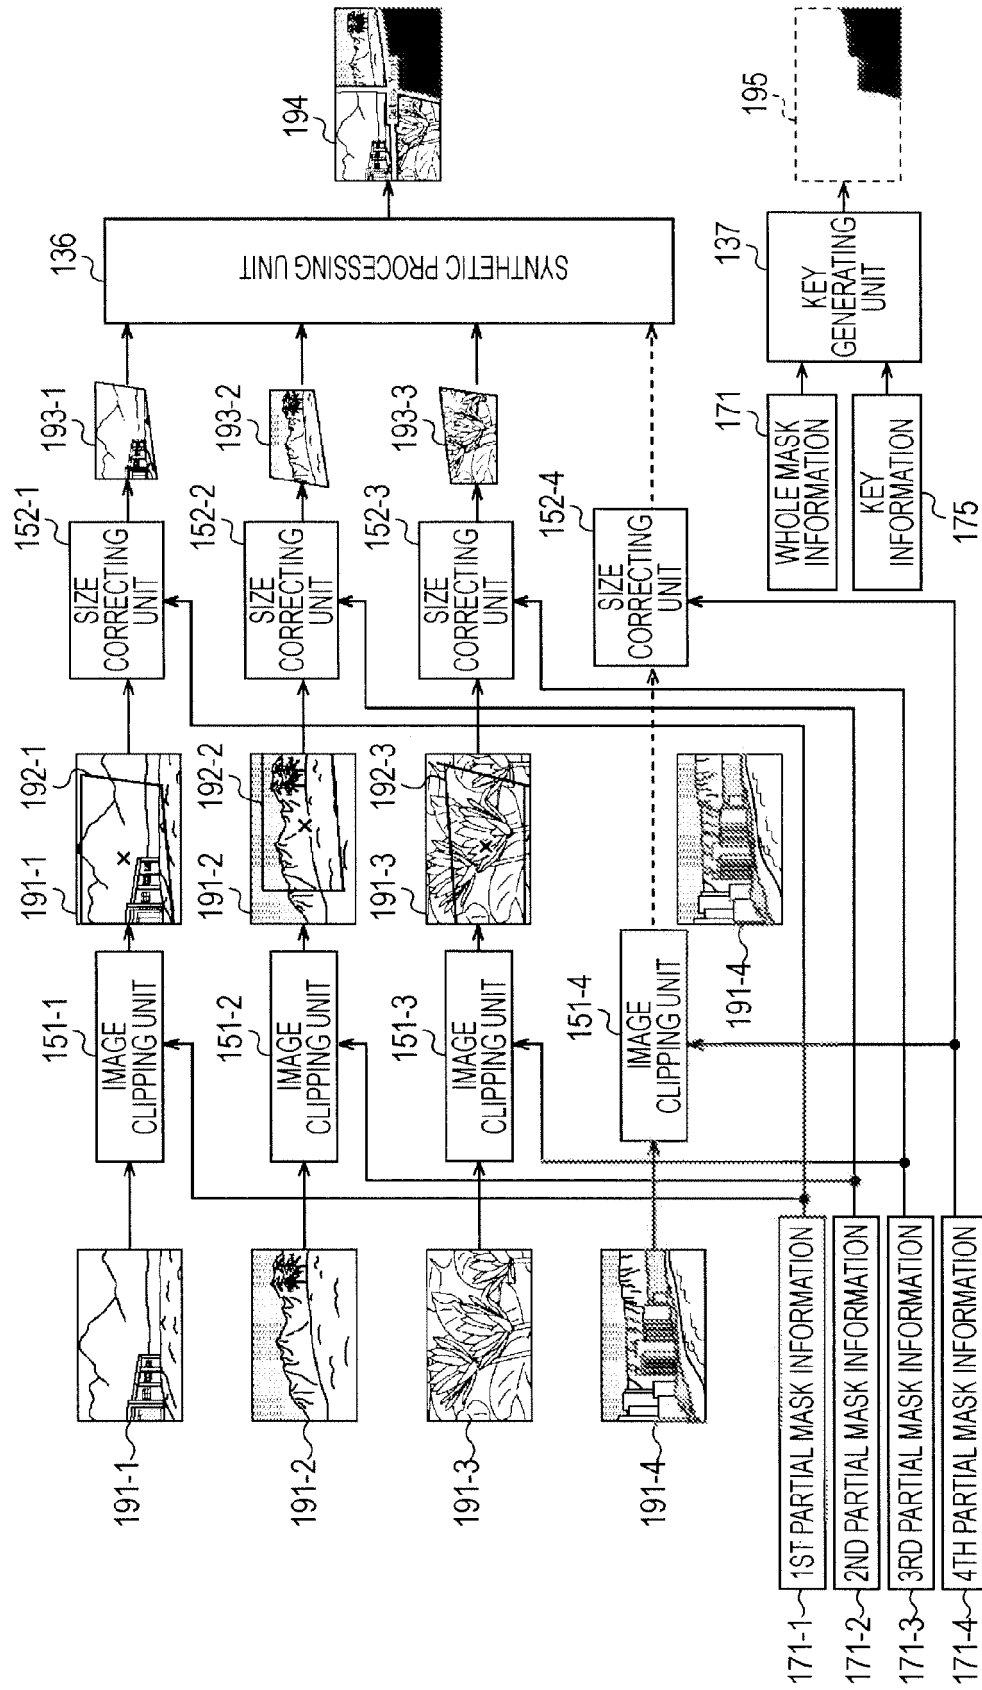 191-1
IMAGE
CLIPPING UNIT
151-1
191-1
192-1
SIZE
CORRECTING
UNIT
152-1
193-1
136
SYNTHETIC PROCESSING UNIT
194
191-2
IMAGE
CLIPPING UNIT
151-2
191-2
192-2
SIZE
CORRECTING
UNIT
152-2
193-2
191-3
IMAGE
CLIPPING UNIT
151-3
191-3
192-3
SIZE
CORRECTING
UNIT
152-3
193-3
191-4
IMAGE
CLIPPING UNIT
151-4
191-4
SIZE
CORRECTING
UNIT
152-4
171-1
1ST PARTIAL MASK INFORMATION
171-2
2ND PARTIAL MASK INFORMATION
171-3
3RD PARTIAL MASK INFORMATION
171-4
4TH PARTIAL MASK INFORMATION
171
WHOLE MASK
INFORMATION
KEY
INFORMATION
175
137
KEY
GENERATING
UNIT
195